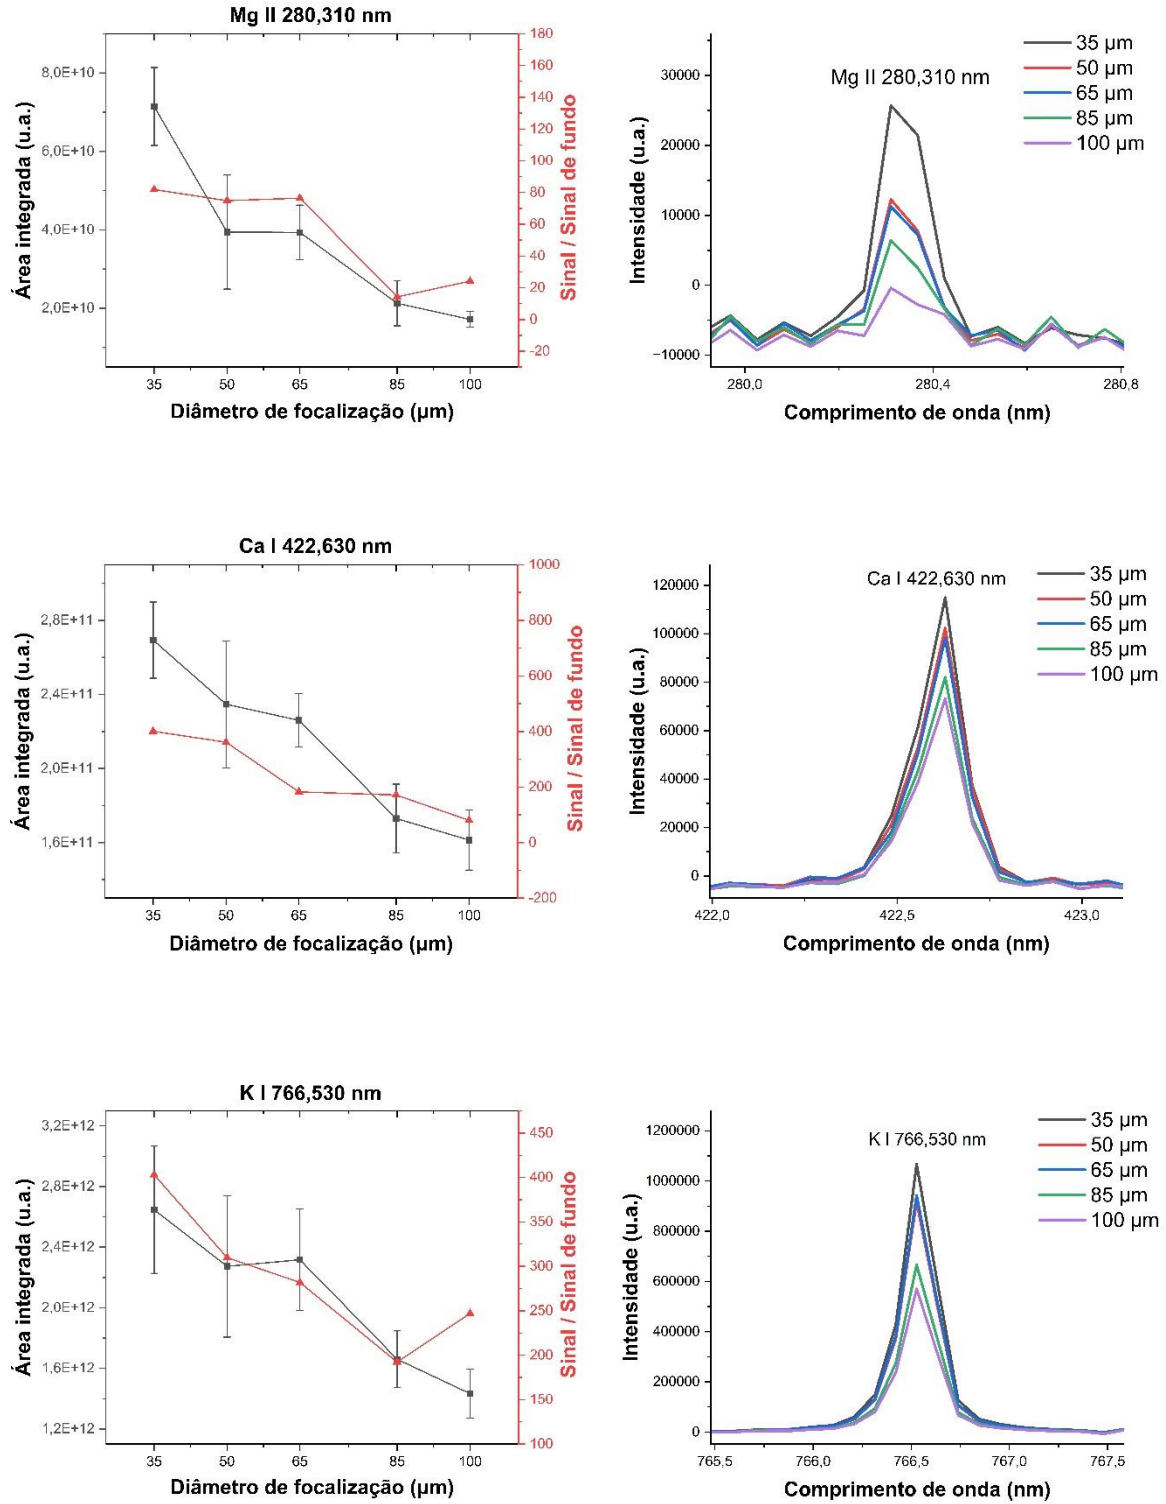 Mg II 280,310 nm
Área integrada (u.a.)
8,0E+10
6,0E+10
4,0E+10
2,0E+10
180
160
140
120
100
80
60
40
20
0
-20
Sinal / Sinal de fundo
35
50
65
85
100
Diâmetro de focalização (µm)
Mg II 280,310 nm
35 µm
50 µm
65 µm
85 µm
100 µm
Intensidade (u.a.)
30000
20000
10000
0
−10000
280,0
280,4
280,8
Comprimento de onda (nm)
Ca I 422,630 nm
Área integrada (u.a.)
2,8E+11
2,4E+11
2,0E+11
1,6E+11
1000
800
600
400
200
0
-200
Sinal / Sinal de fundo
35
50
65
85
100
Diâmetro de focalização (µm)
Ca I 422,630 nm
35 µm
50 µm
65 µm
85 µm
100 µm
Intensidade (u.a.)
120000
100000
80000
60000
40000
20000
0
422,0
422,5
423,0
Comprimento de onda (nm)
K I 766,530 nm
Área integrada (u.a.)
3,2E+12
2,8E+12
2,4E+12
2,0E+12
1,6E+12
1,2E+12
450
400
350
300
250
200
150
100
Sinal / Sinal de fundo
35
50
65
85
100
Diâmetro de focalização (µm)
K I 766,530 nm
35 µm
50 µm
65 µm
85 µm
100 µm
Intensidade (u.a.)
1200000
1000000
800000
600000
400000
200000
0
765,5
766,0
766,5
767,0
767,5
Comprimento de onda (nm)